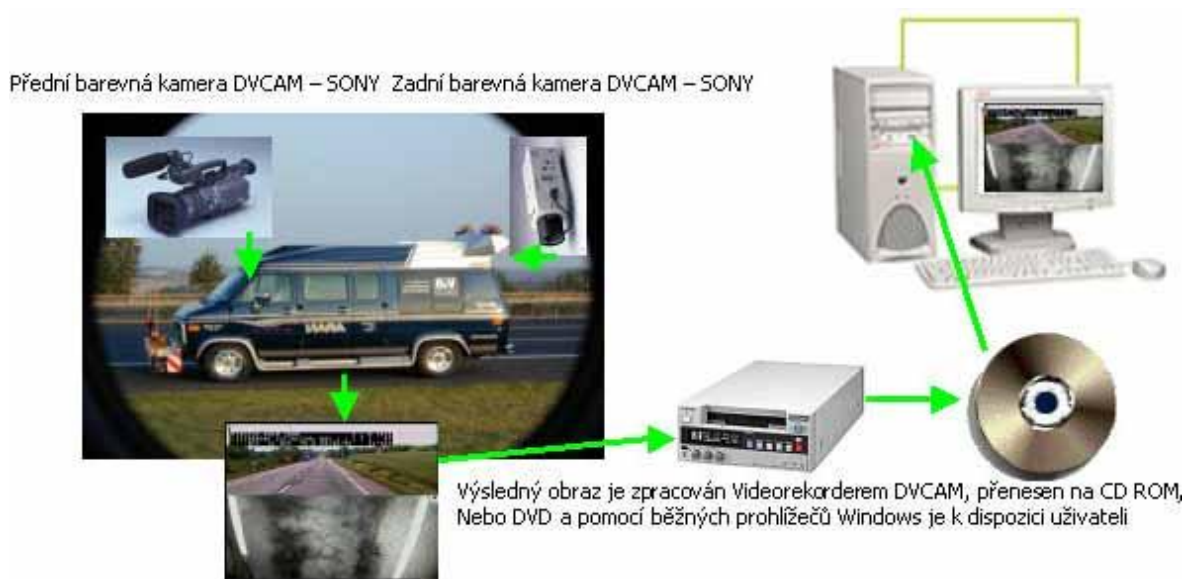 Přední barevná kamera DVCAM – SONY Zadní barevná kamera DVCAM – SONY
Výsledný obraz je zpracován Videorekorderem DVCAM, přenesen na CD ROM,
Nebo DVD a pomocí běžných prohlížečů Windows je k dispozici uživateli